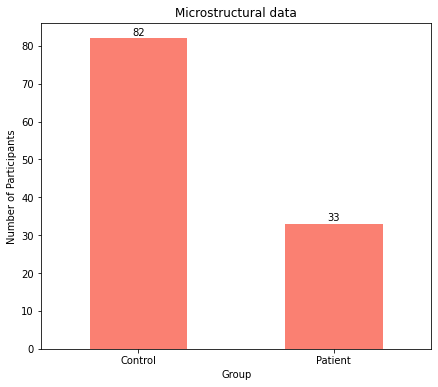 Microstructural data
82
33
80
70
60
50
40
30
20
10
0
Number of Participants
Control
Patient
Group